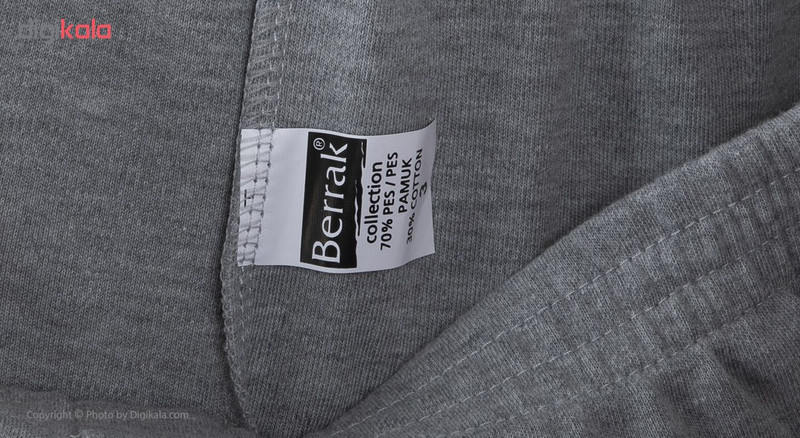 digikala
Berrak®
collection
70% PES / PES
PAMUK
30% COTTON
3
Copyright © Photo by Digikala.com